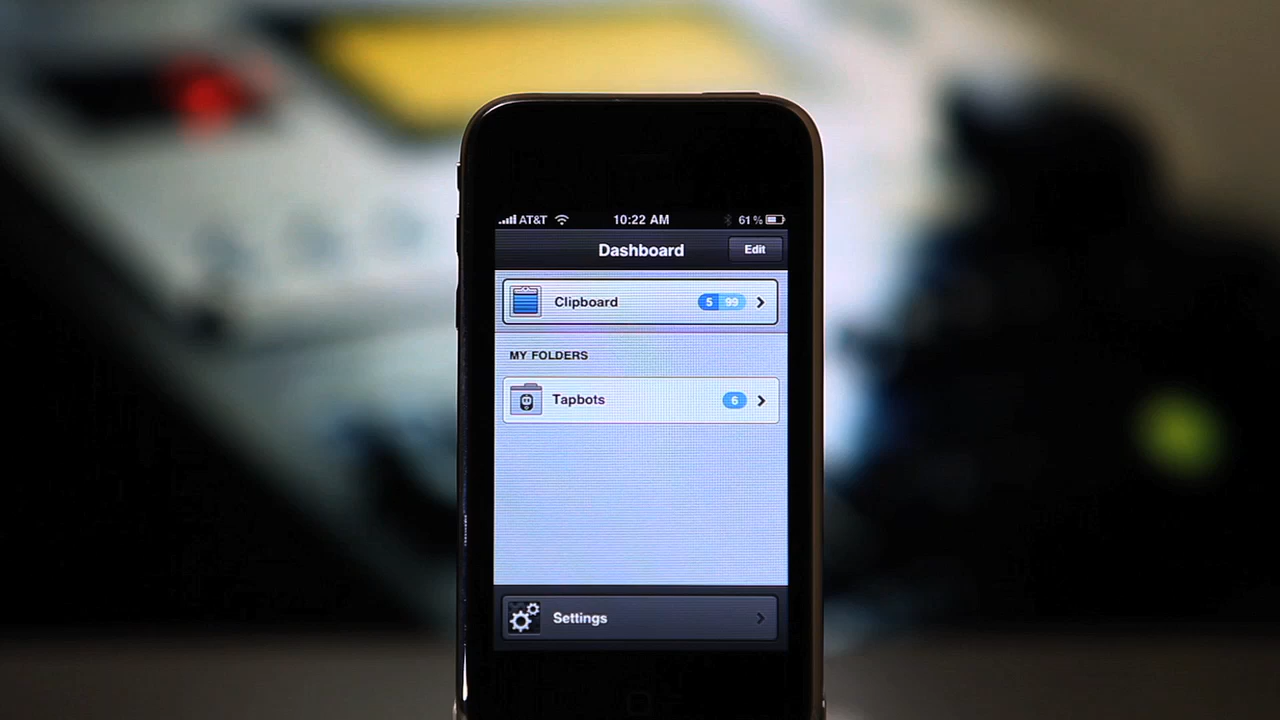 AT&T 10:22 AM 61%
Dashboard Edit
Clipboard 5 99
MY FOLDERS
Tapbots 6
Settings